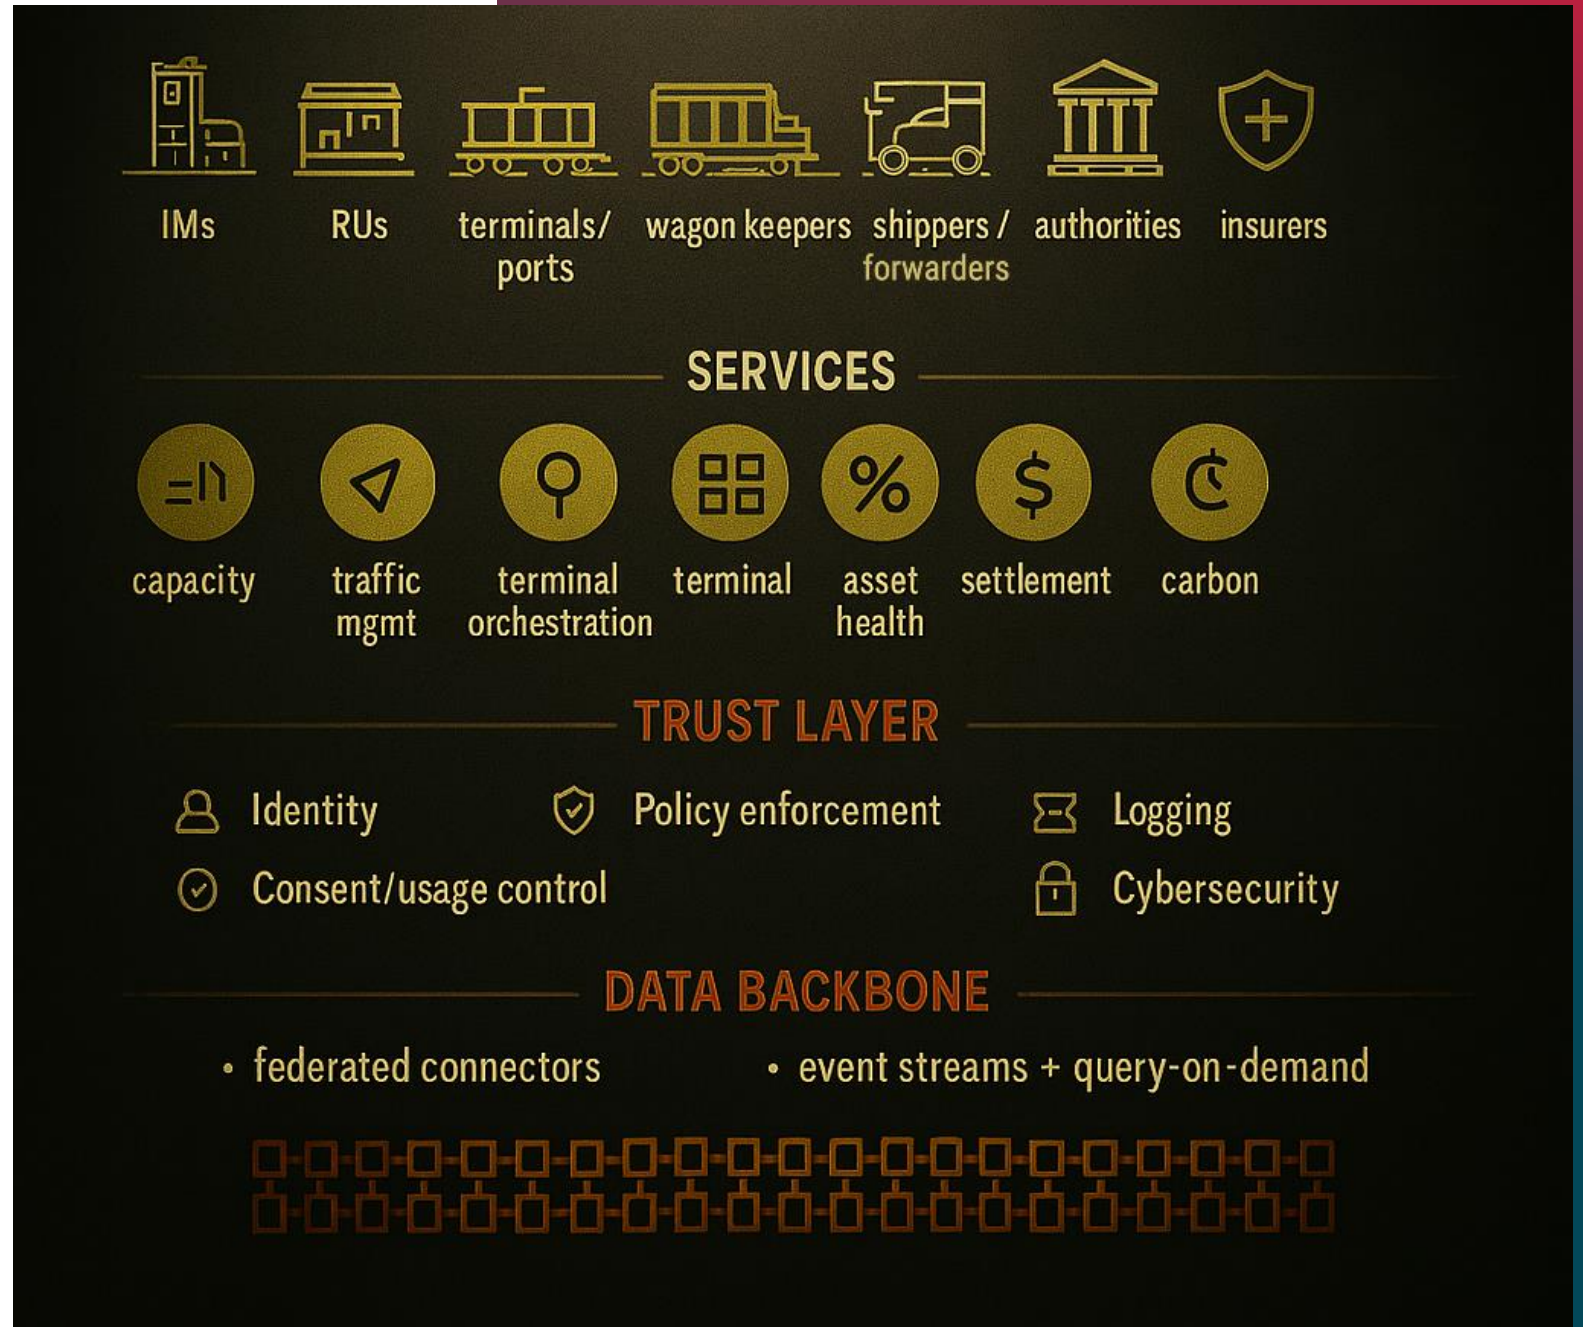 IMs RUs terminals/ wagon keepers shippers / authorities insurers
ports forwarders
SERVICES
capacity traffic terminal terminal asset settlement carbon
mgmt orchestration health
TRUST LAYER
Identity Policy enforcement Logging
Consent/usage control Cybersecurity
DATA BACKBONE
• federated connectors • event streams + query-on-demand